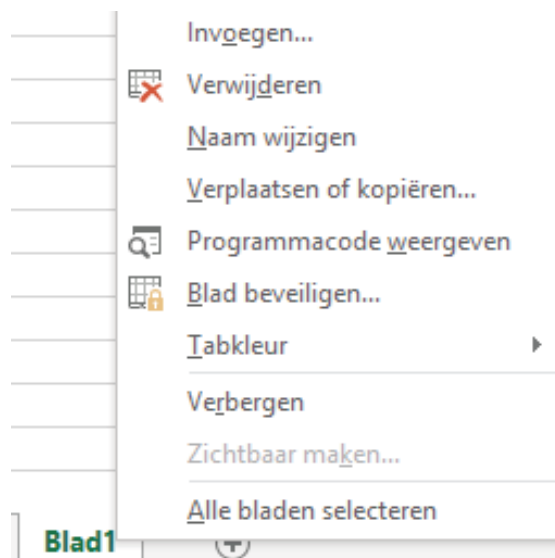 Invoegen...
Verwijderen
Naam wijzigen
Verplaatsen of kopiëren...
Programmacode weergeven
Blad beveiligen...
Tabkleur
Verbergen
Zichtbaar maken...
Alle bladen selecteren
Blad1